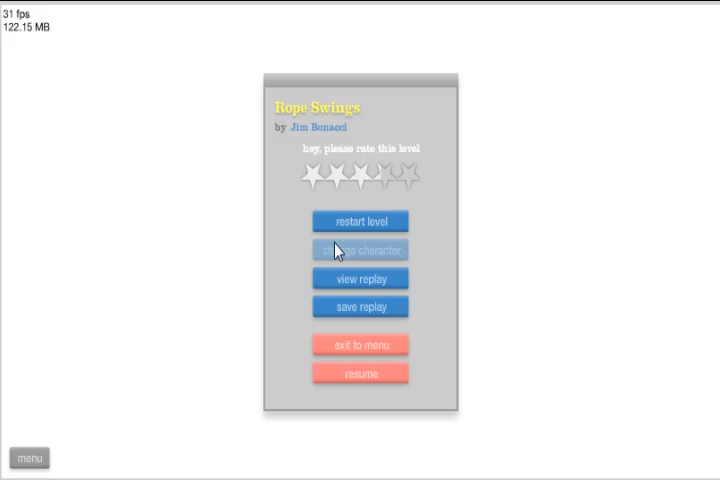 31 fps
122.15 MB
Rope Swings
by Jim Bonacci
hey, please rate this level
restart level
change character
view replay
save replay
exit to menu
resume
menu